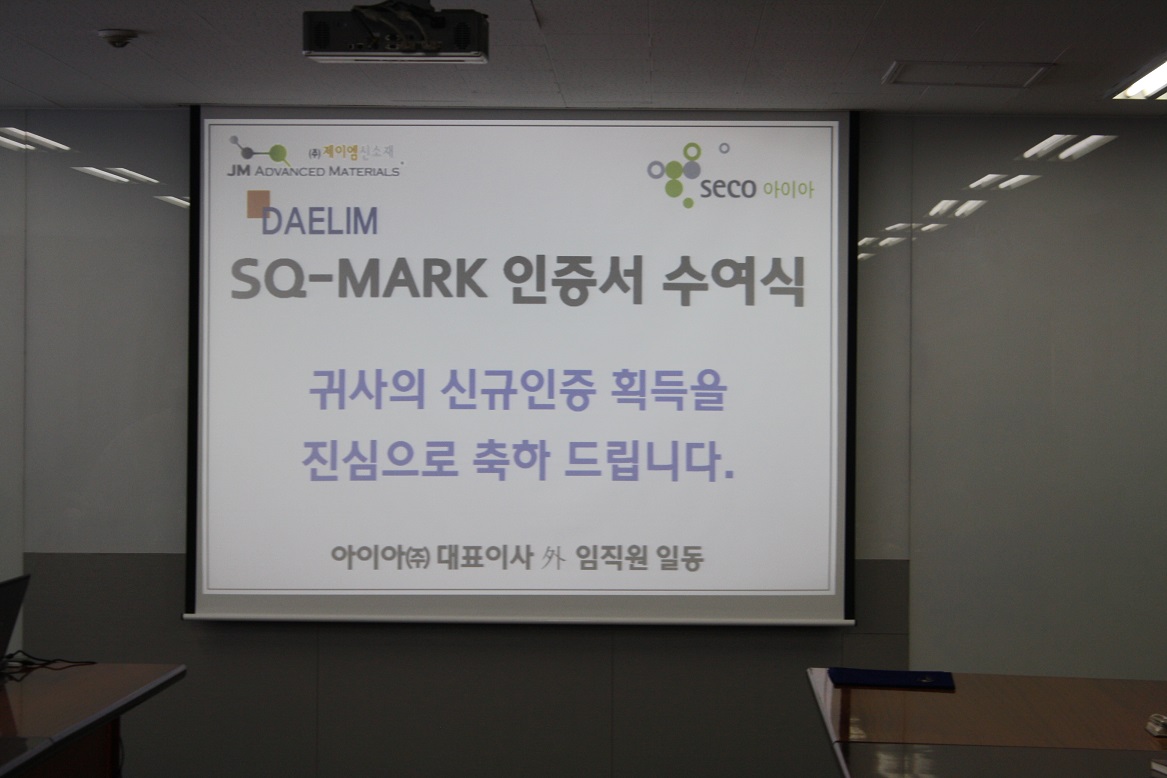 ㈜ 제이엠신소재
JM ADVANCED MATERIALS
seco 아이아
DAELIM
SQ-MARK 인증서 수여식
귀사의 신규인증 획득을
진심으로 축하 드립니다.
아이아㈜ 대표이사 外 임직원 일동